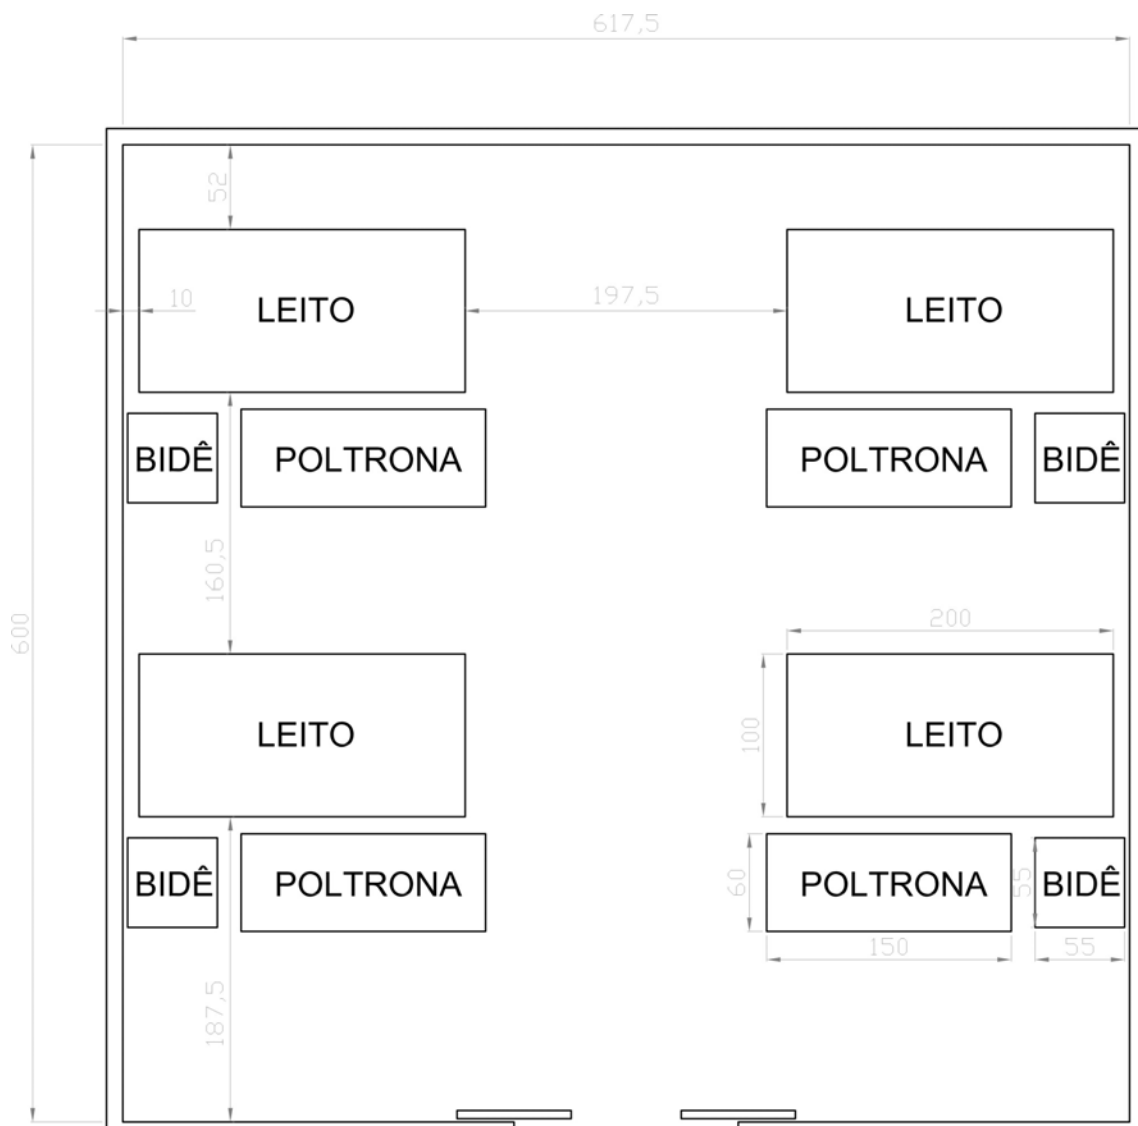 617,5
52
LEITO
LEITO
10
197,5
BIDÊ
POLTRONA
POLTRONA
BIDÊ
160,5
600
200
LEITO
100
LEITO
BIDÊ
POLTRONA
60
POLTRONA
55
BIDÊ
150
55
187,5